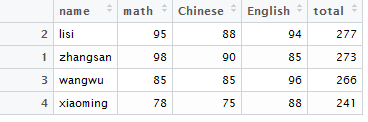 name math Chinese English total
2 lisi 95 88 94 277
1 zhangsan 98 90 85 273
3 wangwu 85 85 96 266
4 xiaoming 78 75 88 241